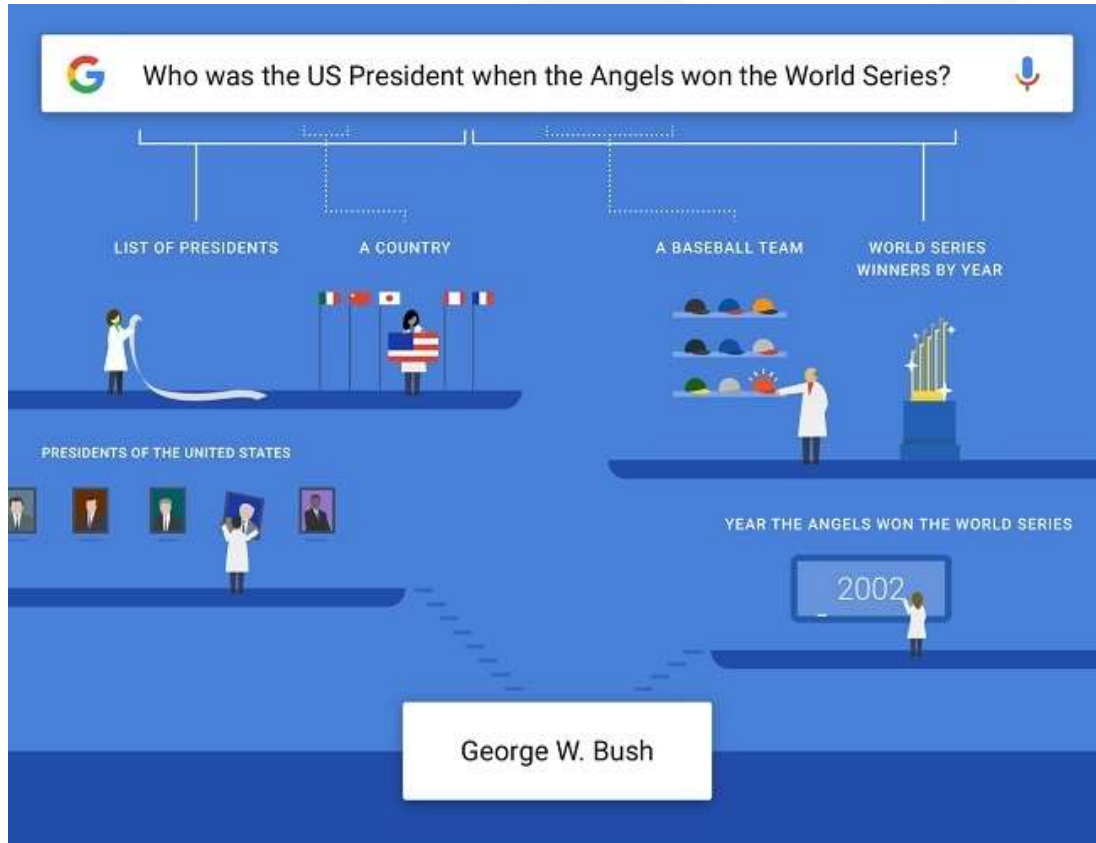 G Who was the US President when the Angels won the World Series?
LIST OF PRESIDENTS
A COUNTRY
A BASEBALL TEAM
WORLD SERIES
WINNERS BY YEAR
PRESIDENTS OF THE UNITED STATES
YEAR THE ANGELS WON THE WORLD SERIES
2002
George W. Bush